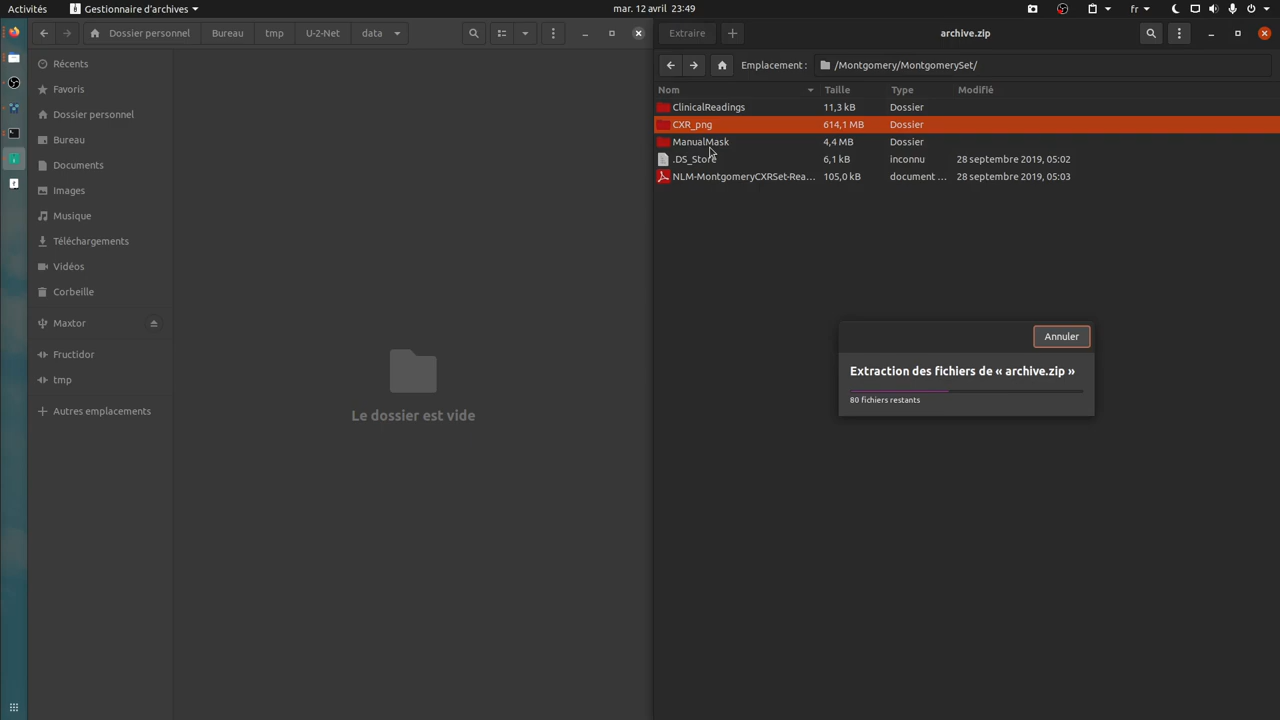 Activités
Gestionnaire d'archives
mar. 12 avril 23:49
fr
Dossier personnel
Bureau
tmp
U-2-Net
data
Récents
Favoris
Dossier personnel
Bureau
Documents
Images
Musique
Téléchargements
Vidéos
Corbeille
Maxtor
Fructidor
tmp
Autres emplacements
Le dossier est vide
Extraire
archive.zip
Emplacement : /Montgomery/MontgomerySet/
Nom Taille Type Modifié
ClinicalReadings 11,3 kB Dossier
CXR_png 614,1 MB Dossier
ManualMask 4,4 MB Dossier
.DS_Store 6,1 kB inconnu 28 septembre 2019, 05:02
NLM-MontgomeryCXRSet-Rea... 105,0 kB document ... 28 septembre 2019, 05:03
Annuler
Extraction des fichiers de « archive.zip »
80 fichiers restants